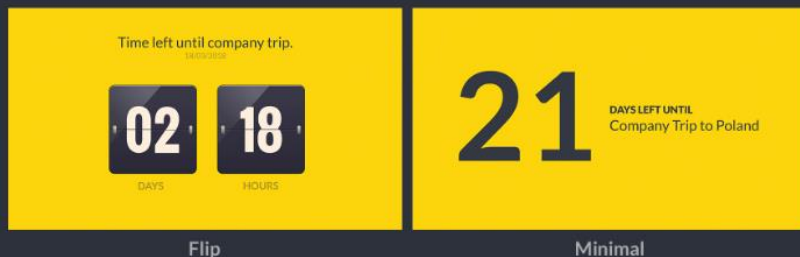 Time left until company trip.
02
DAYS
18
HOURS
Flip
21
DAYS LEFT UNTIL
Company Trip to Poland
Minimal